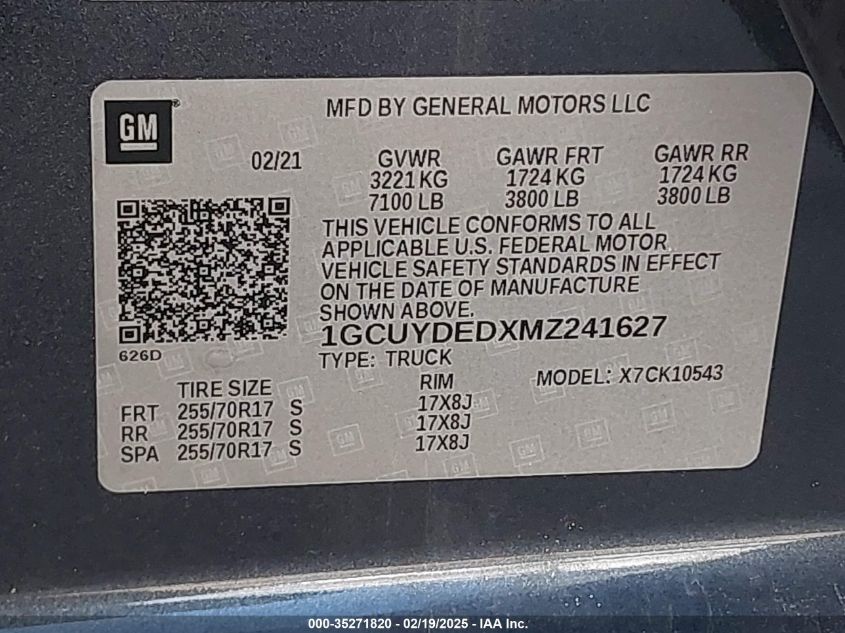 GM
MFD BY GENERAL MOTORS LLC
02/21 GVWR GAWR FRT GAWR RR
3221 KG 1724 KG 1724 KG
7100 LB 3800 LB 3800 LB
THIS VEHICLE CONFORMS TO ALL
APPLICABLE U.S. FEDERAL MOTOR
VEHICLE SAFETY STANDARDS IN EFFECT
ON THE DATE OF MANUFACTURE
SHOWN ABOVE.
1GCUYDEDXMZ241627
626D
TYPE: TRUCK
TIRE SIZE RIM MODEL: X7CK10543
FRT 255/70R17 S 17X8J
RR 255/70R17 S 17X8J
SPA 255/70R17 S 17X8J
000-35271820 - 02/19/2025 - IAA Inc.